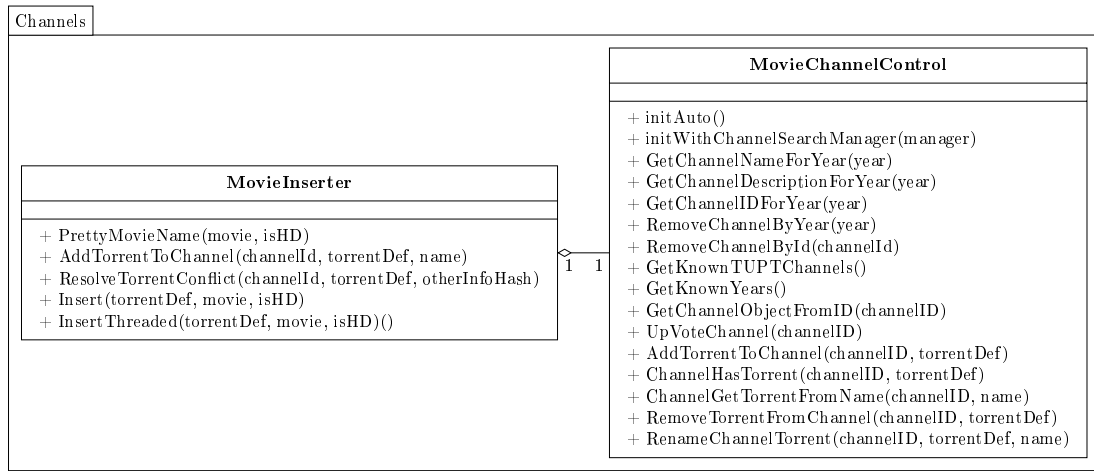 Channels
MovieChannelControl
+ initAuto()
+ initWithChannelSearchManager(manager)
+ GetChannelNameForYear(year)
+ GetChannelDescriptionForYear(year)
+ GetChannelIDForYear(year)
+ RemoveChannelByYear(year)
+ RemoveChannelById(channelId)
+ GetKnownTUPTChannels()
+ GetKnownYears()
+ GetChannelObjectFromID(channelID)
+ UpVoteChannel(channelID)
+ AddTorrentToChannel(channelID, torrentDef)
+ ChannelHasTorrent(channelID, torrentDef)
+ ChannelGetTorrentFromName(channelID, name)
+ RemoveTorrentFromChannel(channelID, torrentDef)
+ RenameChannelTorrent(channelID, torrentDef, name)
MovieInserter
+ PrettyMovieName(movie, isHD)
+ AddTorrentToChannel(channelId, torrentDef, name)
+ ResolveTorrentConflict(channelId, torrentDef, otherInfoHash)
+ Insert(torrentDef, movie, isHD)
+ InsertThreaded(torrentDef, movie, isHD)()
1 1